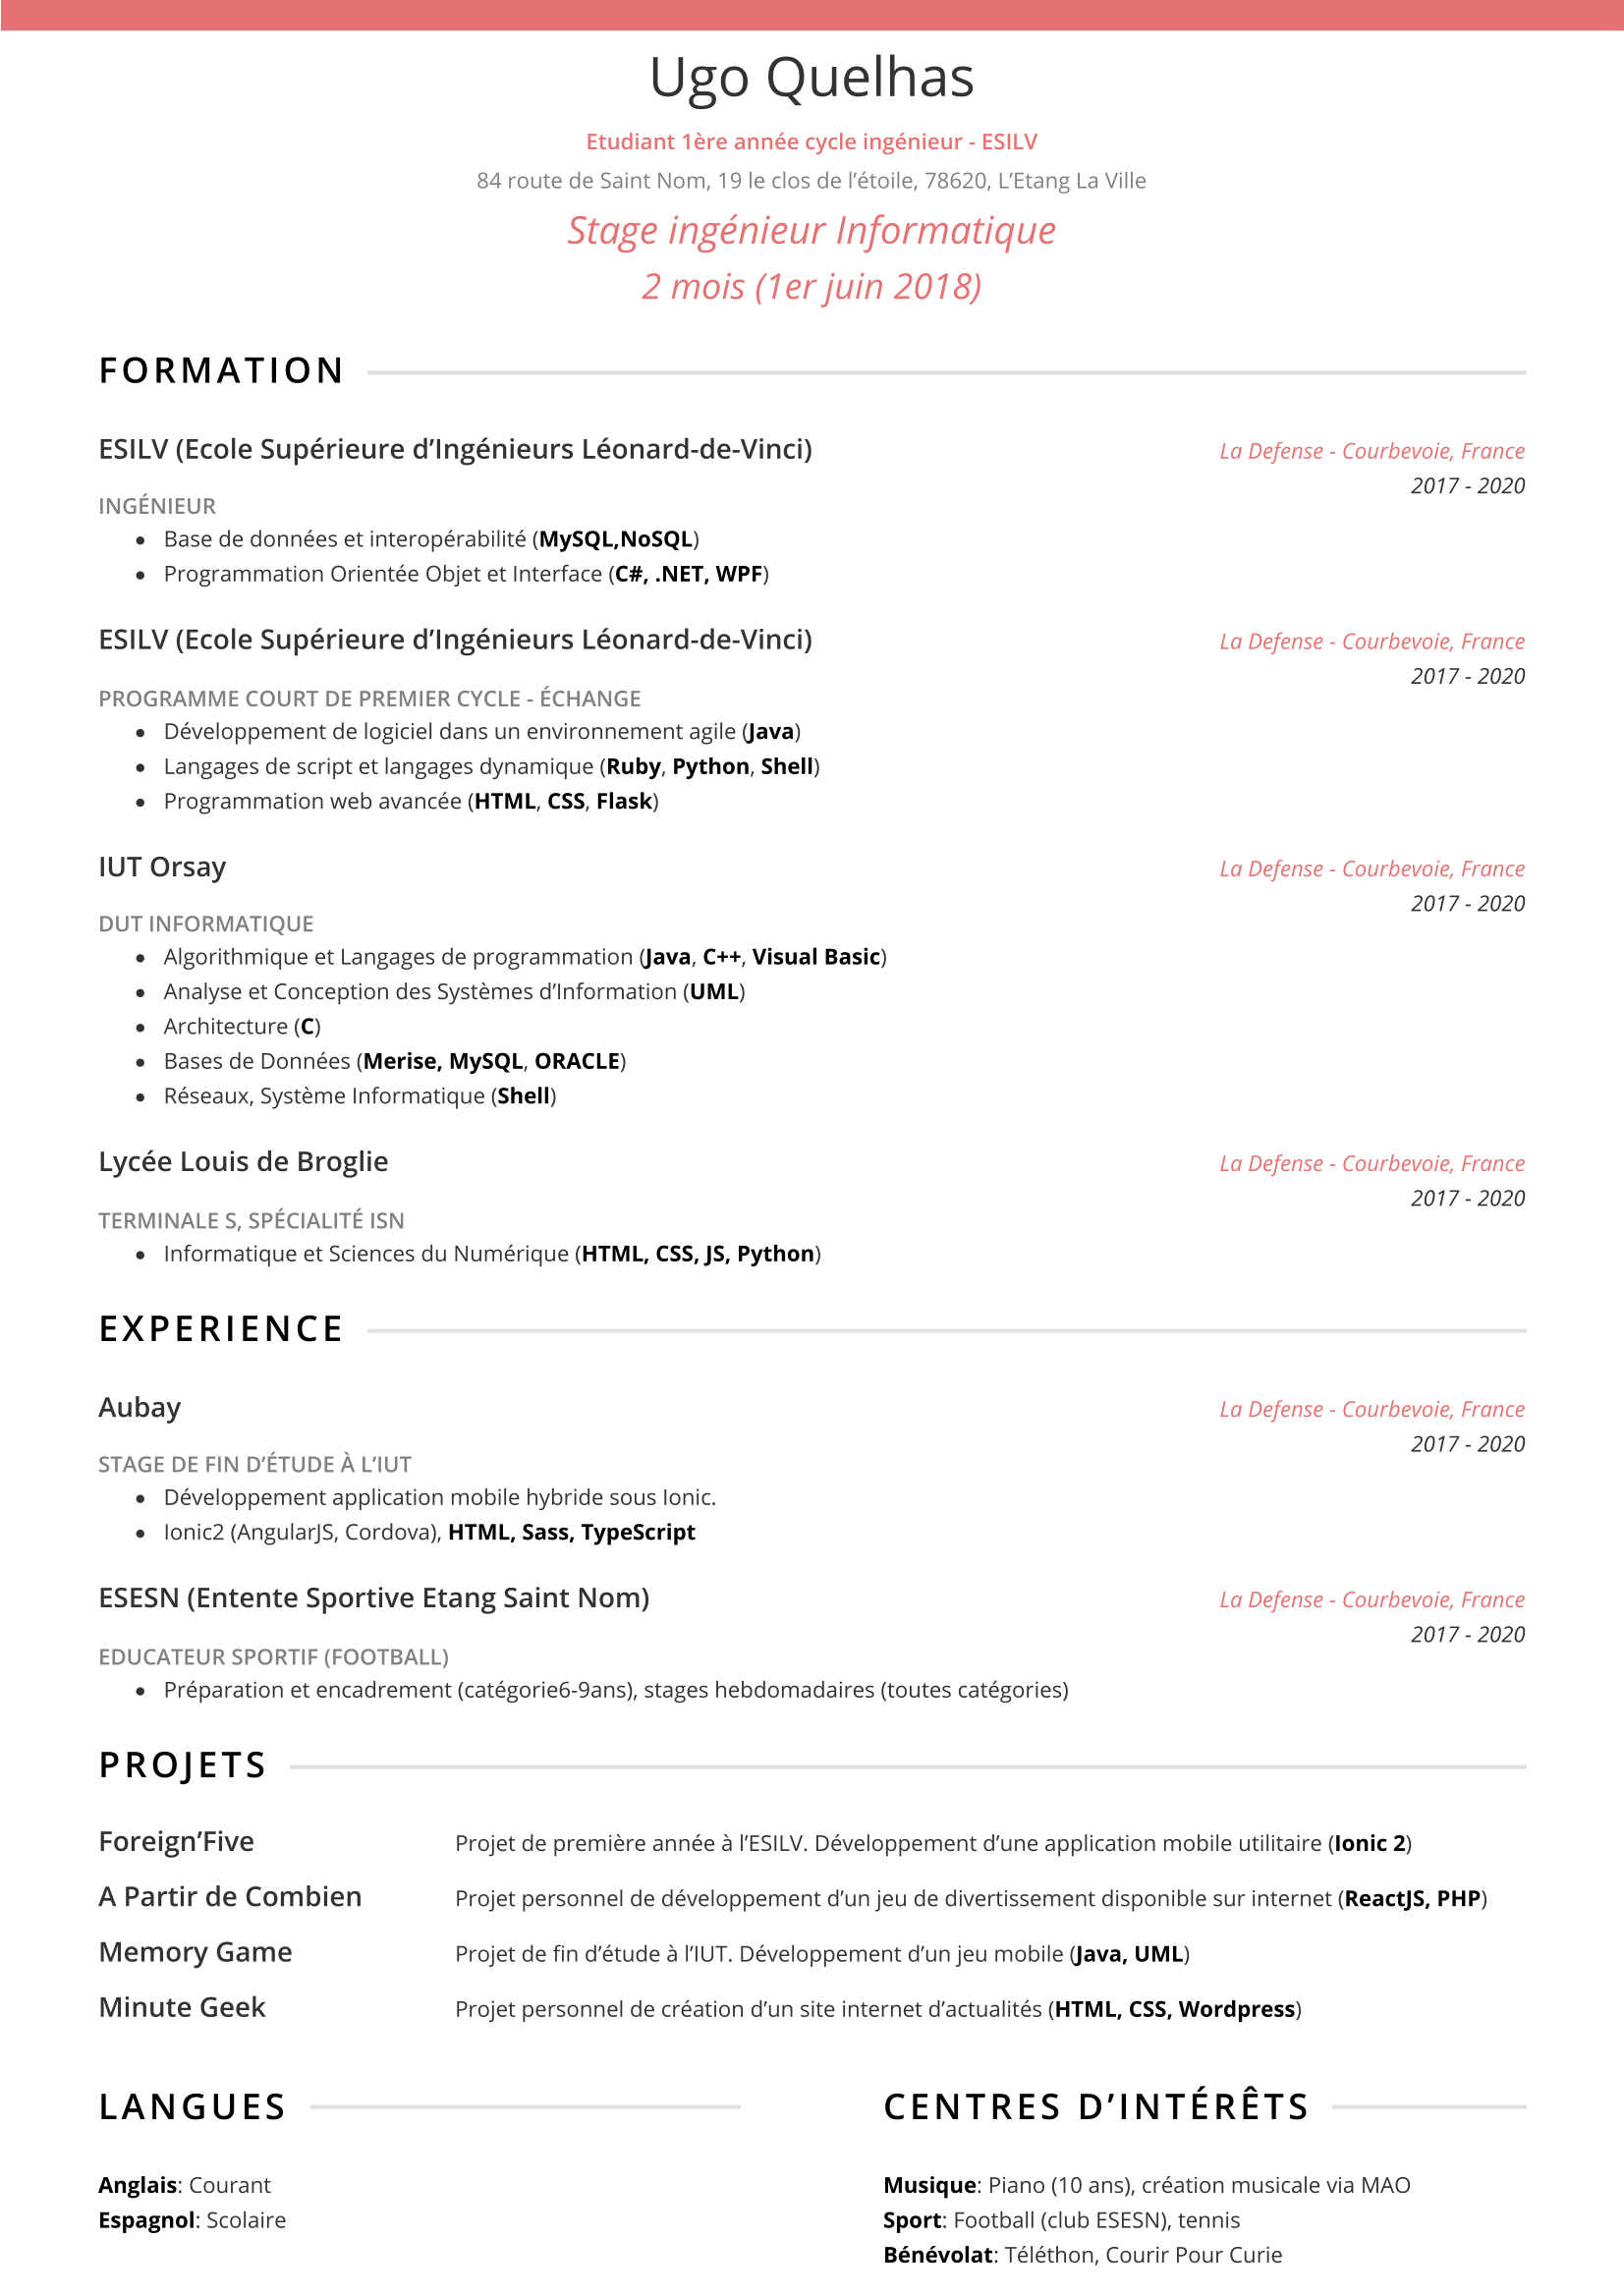 Ugo Quelhas
Etudiant 1ère année cycle ingénieur - ESILV
84 route de Saint Nom, 19 le clos de l’étoile, 78620, L’Etang La Ville
Stage ingénieur Informatique
2 mois (1er juin 2018)
FORMATION
ESILV (Ecole Supérieure d’Ingénieurs Léonard-de-Vinci)
La Defense - Courbevoie, France
2017 - 2020
INGÉNIEUR
• Base de données et interopérabilité (MySQL,NoSQL)
• Programmation Orientée Objet et Interface (C#, .NET, WPF)
ESILV (Ecole Supérieure d’Ingénieurs Léonard-de-Vinci)
La Defense - Courbevoie, France
2017 - 2020
PROGRAMME COURT DE PREMIER CYCLE - ÉCHANGE
• Développement de logiciel dans un environnement agile (Java)
• Langages de script et langages dynamique (Ruby, Python, Shell)
• Programmation web avancée (HTML, CSS, Flask)
IUT Orsay
La Defense - Courbevoie, France
2017 - 2020
DUT INFORMATIQUE
• Algorithmique et Langages de programmation (Java, C++, Visual Basic)
• Analyse et Conception des Systèmes d’Information (UML)
• Architecture (C)
• Bases de Données (Merise, MySQL, ORACLE)
• Réseaux, Système Informatique (Shell)
Lycée Louis de Broglie
La Defense - Courbevoie, France
2017 - 2020
TERMINALE S, SPÉCIALITÉ ISN
• Informatique et Sciences du Numérique (HTML, CSS, JS, Python)
EXPERIENCE
Aubay
La Defense - Courbevoie, France
2017 - 2020
STAGE DE FIN D’ÉTUDE À L’IUT
• Développement application mobile hybride sous Ionic.
• Ionic2 (AngularJS, Cordova), HTML, Sass, TypeScript
ESESN (Entente Sportive Etang Saint Nom)
La Defense - Courbevoie, France
2017 - 2020
EDUCATEUR SPORTIF (FOOTBALL)
• Préparation et encadrement (catégorie6-9ans), stages hebdomadaires (toutes catégories)
PROJETS
Foreign’Five Projet de première année à l’ESILV. Développement d’une application mobile utilitaire (Ionic 2)
A Partir de Combien Projet personnel de développement d’un jeu de divertissement disponible sur internet (ReactJS, PHP)
Memory Game Projet de fin d’étude à l’IUT. Développement d’un jeu mobile (Java, UML)
Minute Geek Projet personnel de création d’un site internet d’actualités (HTML, CSS, Wordpress)
LANGUES
Anglais: Courant
Espagnol: Scolaire
CENTRES D’INTÉRÊTS
Musique: Piano (10 ans), création musicale via MAO
Sport: Football (club ESESN), tennis
Bénévolat: Téléthon, Courir Pour Curie